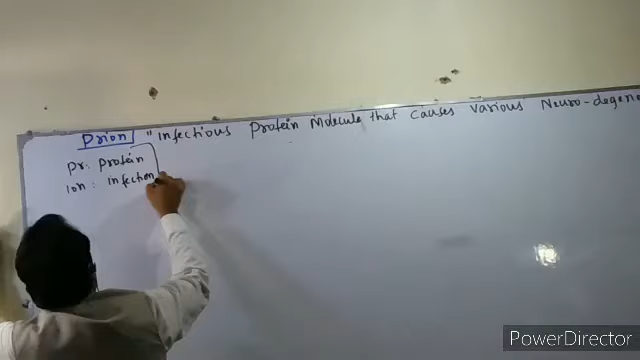 Prion "Infectious Protein Molecule that causes various Neuro-degene
Pr: Protein
ion: infection
PowerDirector